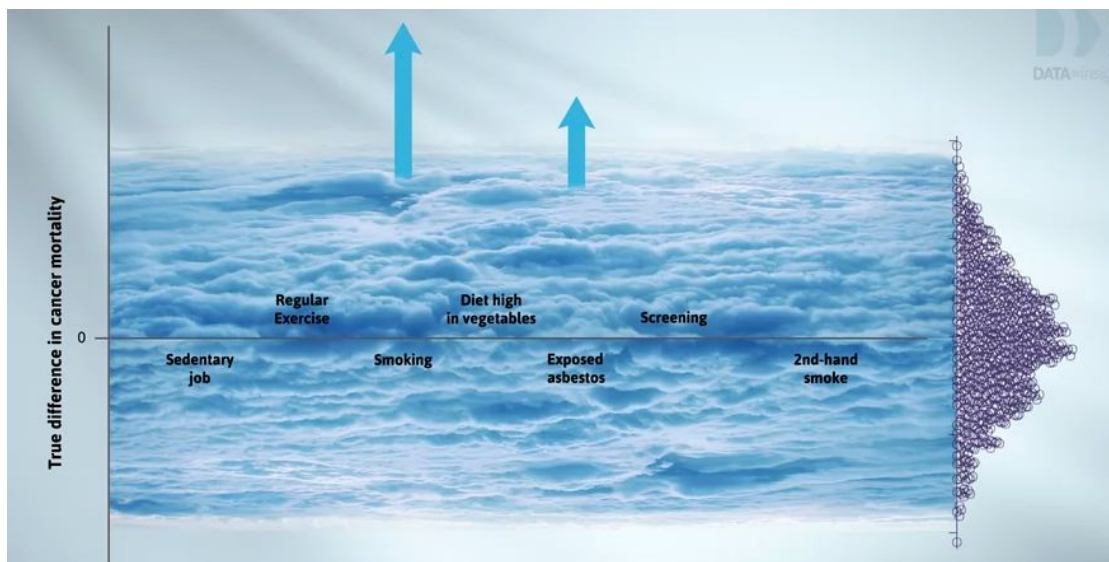 DATA
True difference in cancer mortality
Regular
Exercise
Diet high
in vegetables
Screening
0
Sedentary
job
Smoking
Exposed
asbestos
2nd-hand
smoke